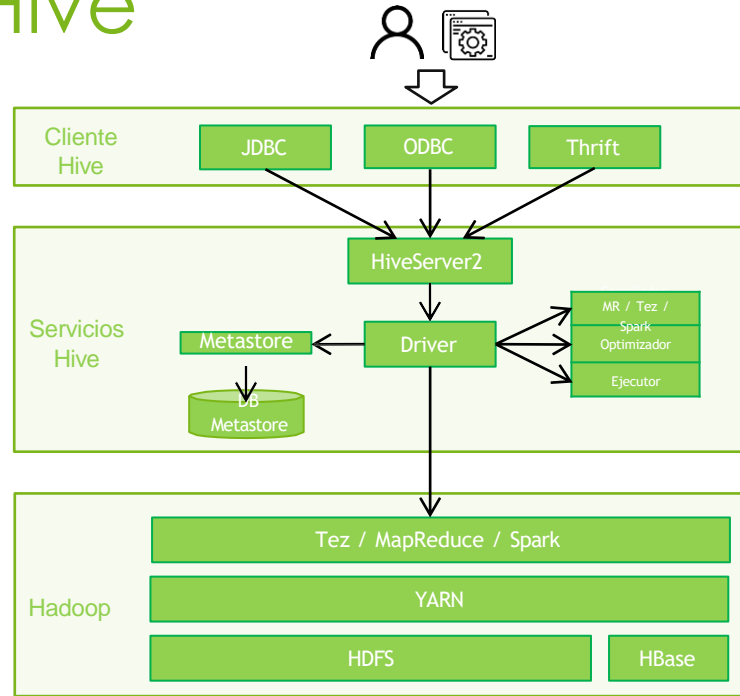 Hive
Cliente
Hive
JDBC
ODBC
Thrift
HiveServer2
Servicios
Hive
Metastore
Driver
MR / Tez /
Spark
Optimizador
Ejecutor
DB
Metastore
Hadoop
Tez / MapReduce / Spark
YARN
HDFS
HBase